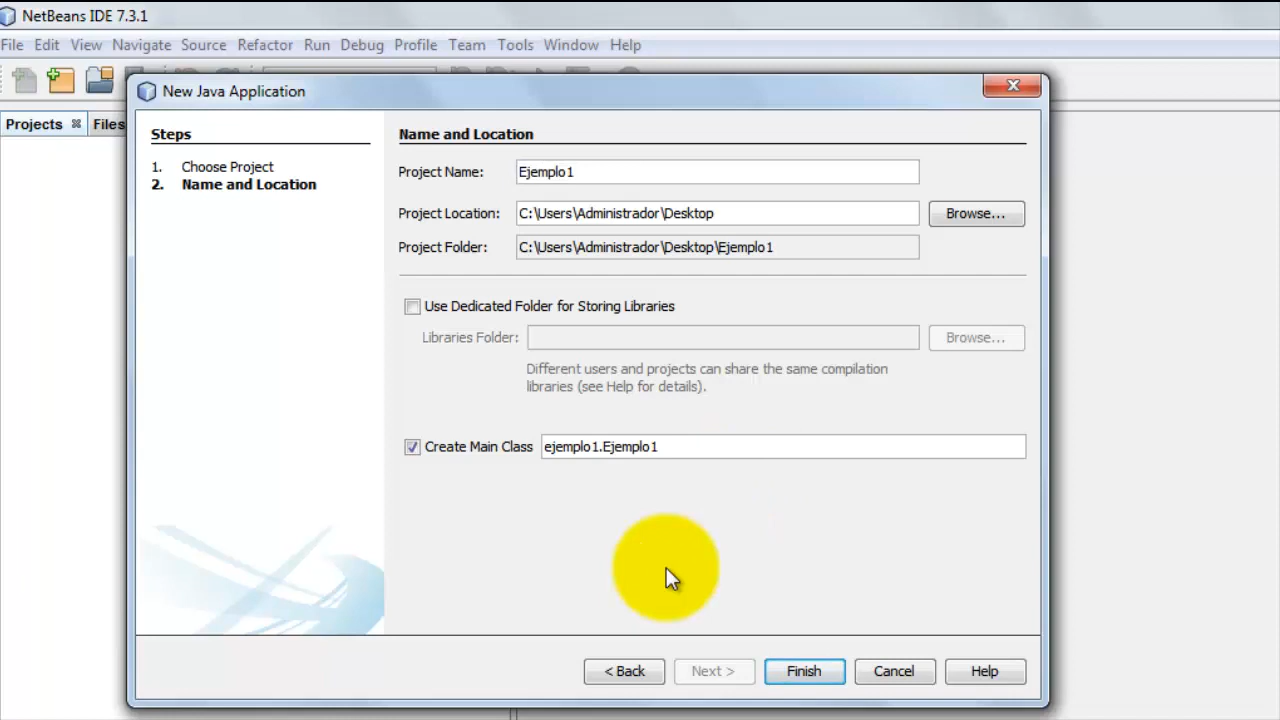 NetBeans IDE 7.3.1
File Edit View Navigate Source Refactor Run Debug Profile Team Tools Window Help
New Java Application
Projects Files
Steps
1. Choose Project
2. Name and Location
Name and Location
Project Name: Ejemplo1
Project Location: C:\Users\Administrador\Desktop Browse...
Project Folder: C:\Users\Administrador\Desktop\Ejemplo1
Use Dedicated Folder for Storing Libraries
Libraries Folder: Browse...
Different users and projects can share the same compilation
libraries (see Help for details).
Create Main Class ejemplo1.Ejemplo1
< Back Next > Finish Cancel Help